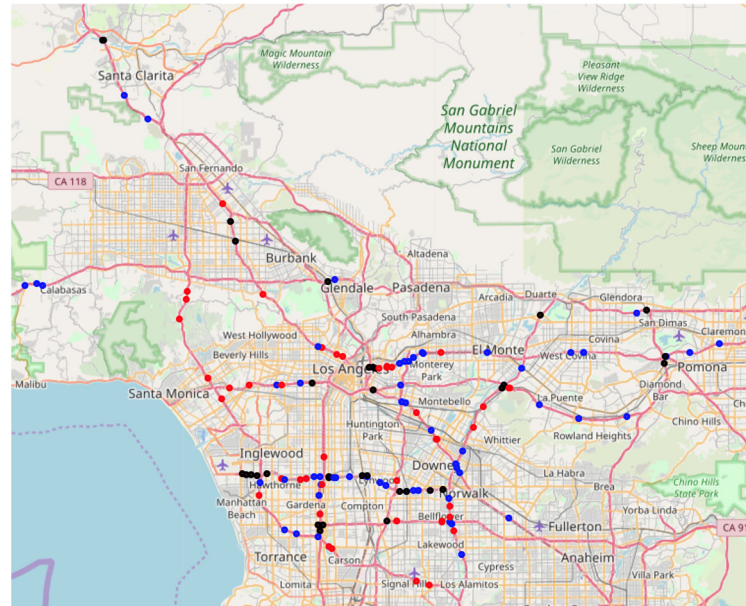 Santa Clarita
Magic Mountain
Wilderness
Pleasant
View Ridge
Wilderness
San Gabriel
Mountains
National
Monument
San Gabriel
Wilderness
Sheep Mount
Wildernes
San Fernando
CA 118
Burbank
Altadena
Calabasas
Glendale
Pasadena
Arcadia
Duarte
Glendora
South Pasadena
San Dimas
West Hollywood
Alhambra
Claremo
Beverly Hills
El Monte
Covina
West Covina
Los Angeles
Monterey
Park
Pomona
Malibu
Santa Monica
Diamond
Bar
Montebello
La Puente
Chino Hills
Huntington
Park
Rowland Heights
Whittier
Inglewood
Downey
La Habra
Chino Hills
State Park
Hawthorne
Norwalk
Brea
Manhattan
Beach
Gardena
Compton
Yorba Linda
Bellflower
Fullerton
CA 91
Torrance
Lakewood
Anaheim
Carson
Cypress
Villa Park
Lomita
Signal Hill
Los Alamitos